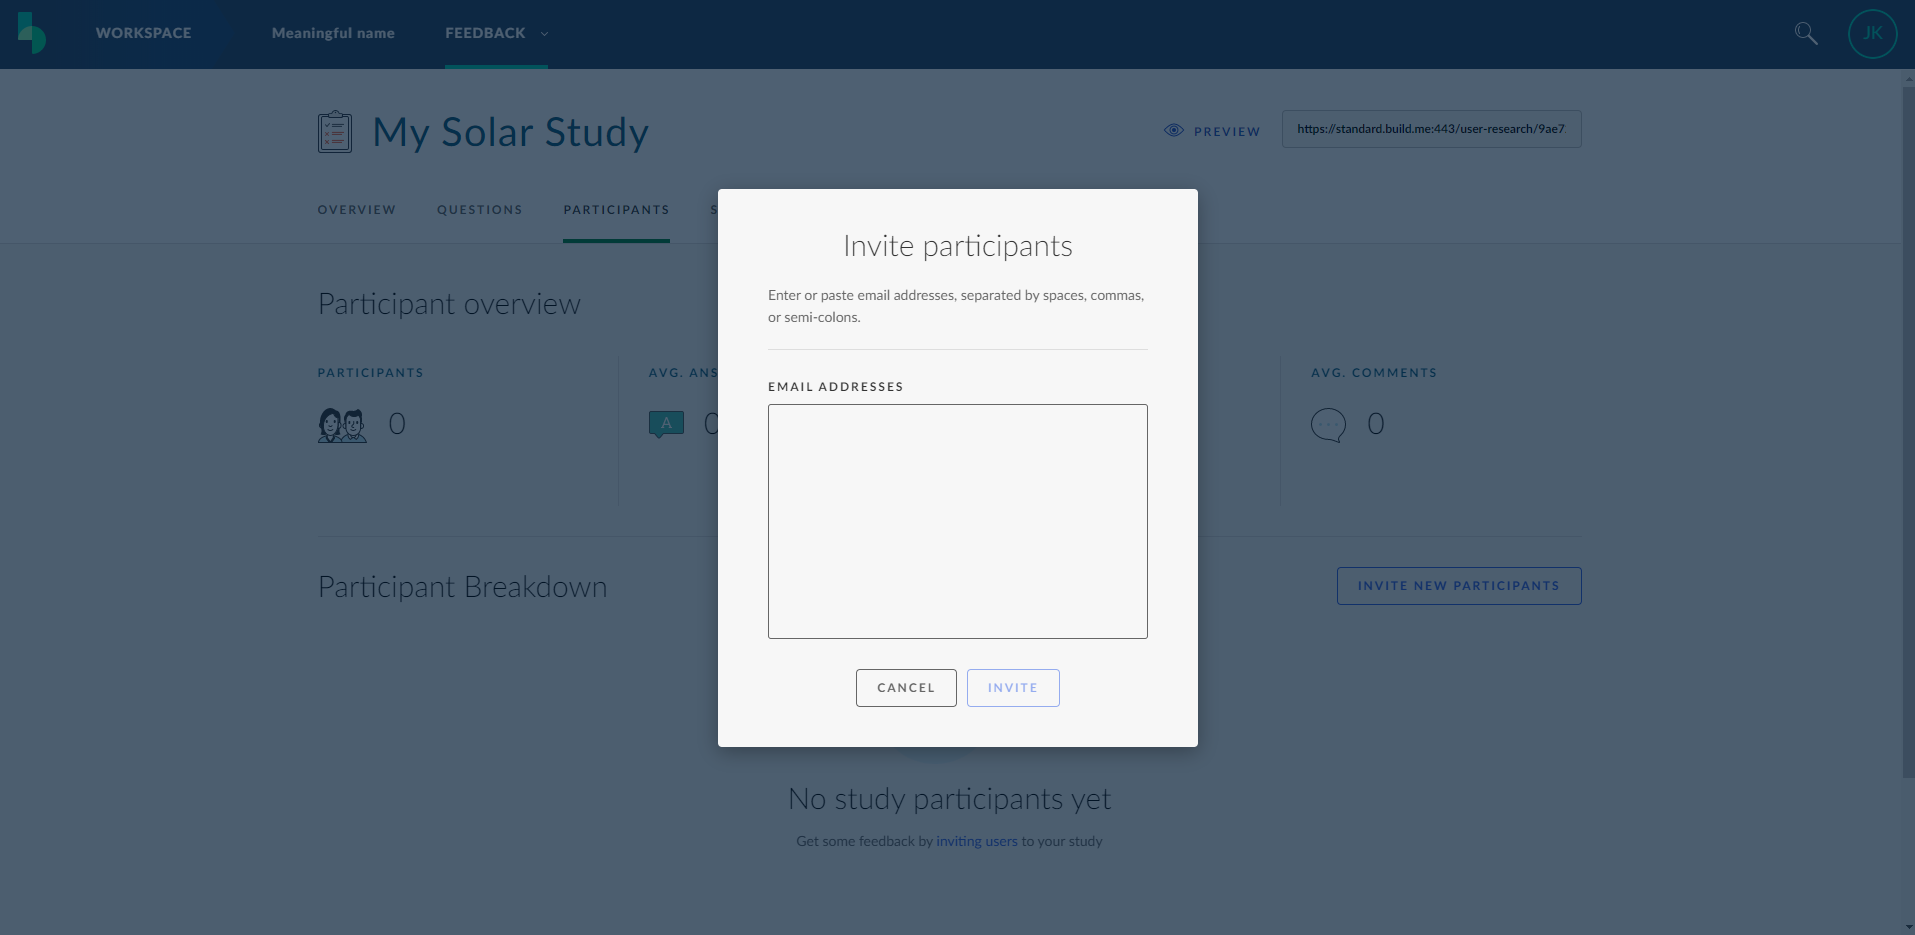 WORKSPACE
Meaningful name
FEEDBACK
JK
My Solar Study
PREVIEW
https://standard.build.me:443/user-research/9ae7
OVERVIEW
QUESTIONS
PARTICIPANTS
S
Participant overview
PARTICIPANTS
0
AVG. ANS
A
0
AVG. COMMENTS
0
Participant Breakdown
INVITE NEW PARTICIPANTS
Invite participants
Enter or paste email addresses, separated by spaces, commas,
or semi-colons.
EMAIL ADDRESSES
CANCEL
INVITE
No study participants yet
Get some feedback by inviting users to your study